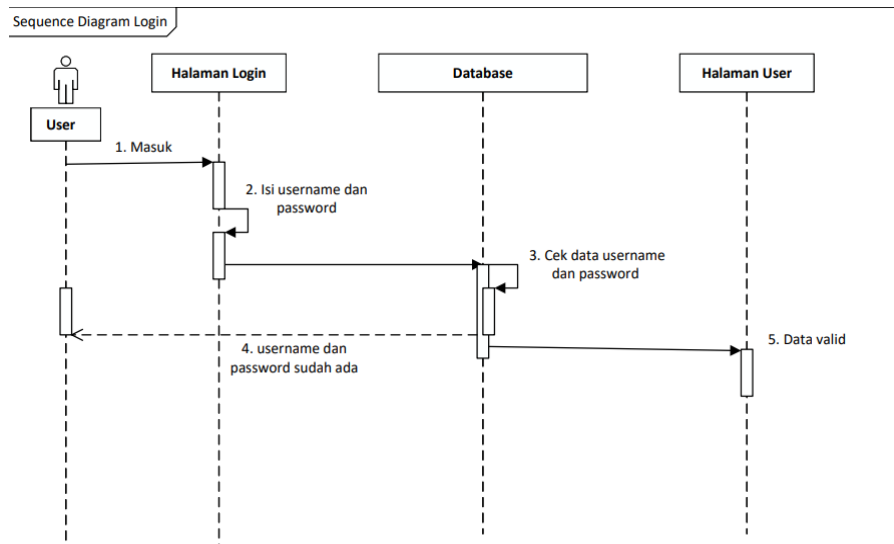 Sequence Diagram Login
Halaman Login
Database
Halaman User
User
1. Masuk
2. Isi username dan
password
3. Cek data username
dan password
4. username dan
password sudah ada
5. Data valid